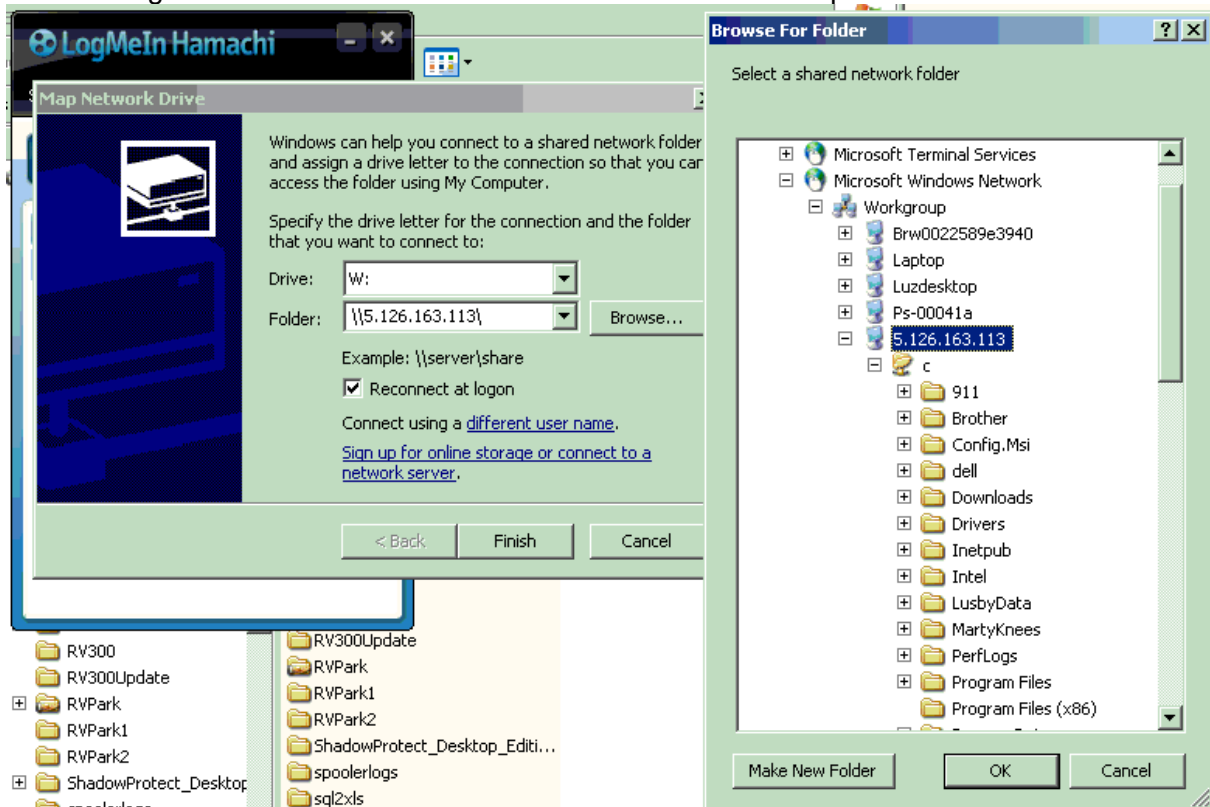 LogMeIn Hamachi
Map Network Drive
Windows can help you connect to a shared network folder
and assign a drive letter to the connection so that you can
access the folder using My Computer.
Specify the drive letter for the connection and the folder
that you want to connect to:
Drive: W:
Folder: \\5.126.163.113\ Browse...
Example: \\server\share
Reconnect at logon
Connect using a different user name.
Sign up for online storage or connect to a
network server.
< Back Finish Cancel
RV300
RV300Update
RVPark
RVPark1
RVPark2
ShadowProtect_Desktop
RV300Update
RVPark
RVPark1
RVPark2
ShadowProtect_Desktop_Editi...
spoolerlogs
sql2xls
Browse For Folder
Select a shared network folder
Microsoft Terminal Services
Microsoft Windows Network
Workgroup
Brw0022589e3940
Laptop
Luzdesktop
Ps-00041a
5.126.163.113
c
911
Brother
Config.Msi
dell
Downloads
Drivers
Inetpub
Intel
LusbyData
MartyKnees
PerfLogs
Program Files
Program Files (x86)
Make New Folder OK Cancel